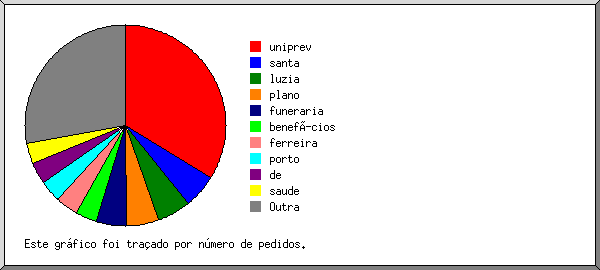 uniprev
santa
luzia
plano
funeraria
benefÃ-cios
ferreira
porto
de
saude
Outra
Este gráfico foi traçado por número de pedidos.